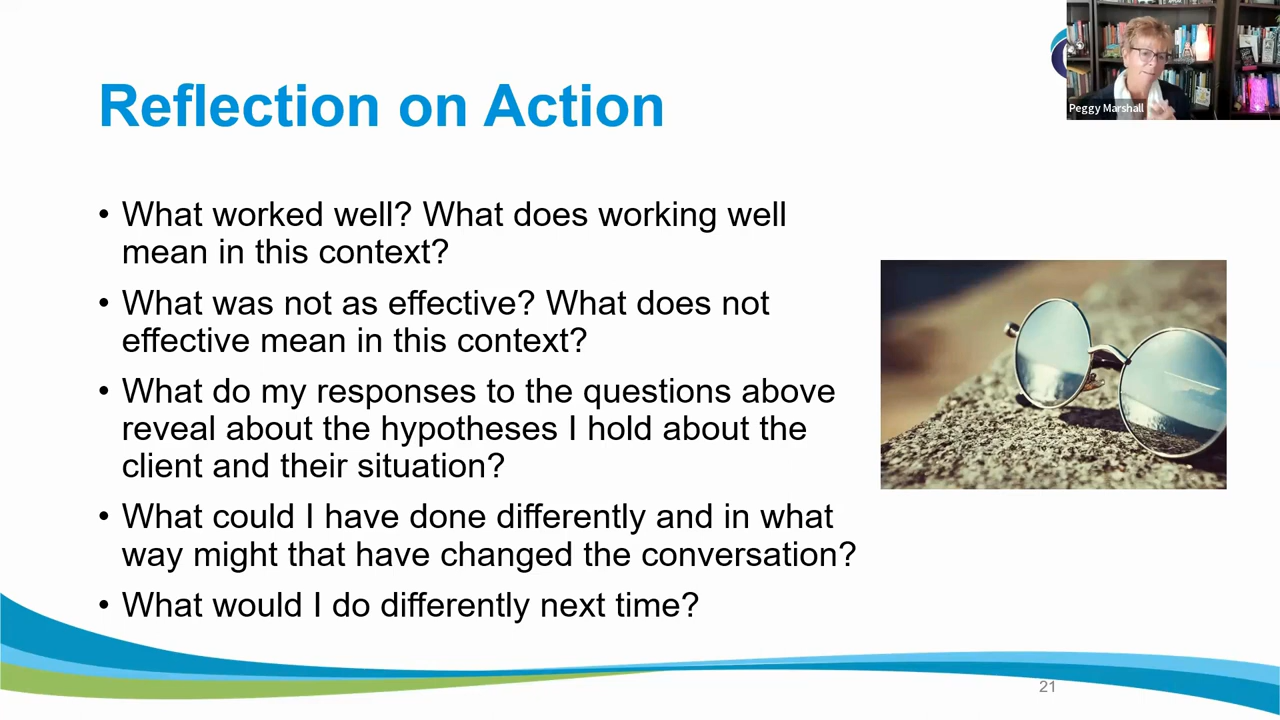 Peggy Marshall
Reflection on Action
• What worked well? What does working well
mean in this context?
• What was not as effective? What does not
effective mean in this context?
• What do my responses to the questions above
reveal about the hypotheses I hold about the
client and their situation?
• What could I have done differently and in what
way might that have changed the conversation?
• What would I do differently next time?
21